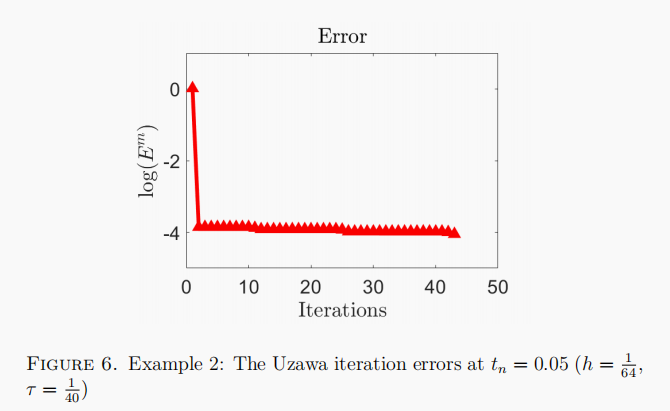 Error
log(E^m)
0
-2
-4
0 10 20 30 40 50
Iterations
FIGURE 6. Example 2: The Uzawa iteration errors at t_n = 0.05 (h = 1/64,
τ = 1/40)